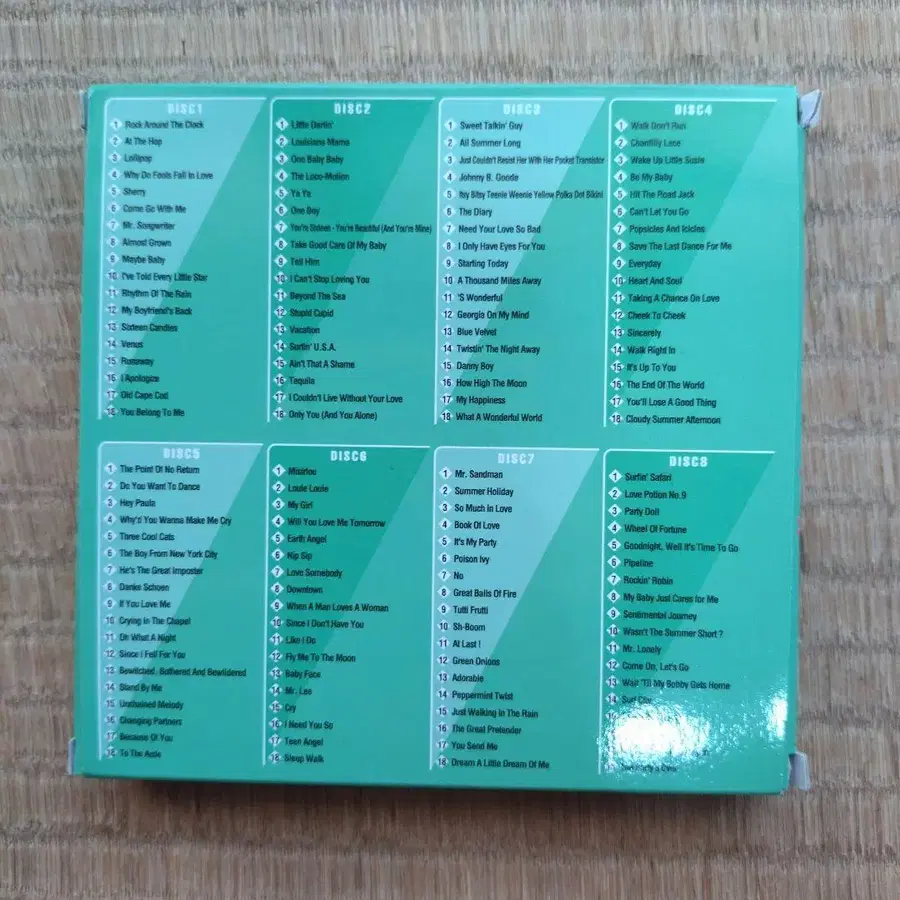 DISC1
1 Rock Around The Clock
2 At The Hop
3 Lollipop
4 Why Do Fools Fall In Love
5 Sherry
6 Come Go With Me
7 Mr. Songwriter
8 Almost Grown
9 Maybe Baby
10 I've Told Every Little Star
11 Rhythm Of The Rain
12 My Boyfriend's Back
13 Sixteen Candles
14 Venus
15 Runaway
16 I Apologize
17 Old Cape Cod
18 You Belong To Me
DISC2
1 Little Darlin'
2 Louisiana Mama
3 One Baby Baby
4 The Loco-Motion
5 Ya Ya
6 One Boy
7 You're Sixteen - You're Beautiful (And You're Mine)
8 Take Good Care Of My Baby
9 Tell Him
10 I Can't Stop Loving You
11 Beyond The Sea
12 Stupid Cupid
13 Vacation
14 Surfin' U.S.A.
15 Ain't That A Shame
16 Tequila
17 I Couldn't Live Without Your Love
18 Only You (And You Alone)
DISC3
1 Sweet Talkin' Guy
2 All Summer Long
3 Just Couldn't Resist Her With Her Pocket Transistor
4 Johnny B. Goode
5 Itsy Bitsy Teenie Weenie Yellow Polka Dot Bikini
6 The Diary
7 Need Your Love So Bad
8 I Only Have Eyes For You
9 Starting Today
10 A Thousand Miles Away
11 'S Wonderful
12 Georgia On My Mind
13 Blue Velvet
14 Twistin' The Night Away
15 Danny Boy
16 How High The Moon
17 My Happiness
18 What A Wonderful World
DISC4
1 Walk Don't Run
2 Chantilly Lace
3 Wake Up Little Susie
4 Be My Baby
5 Hit The Road Jack
6 Can't Let You Go
7 Popsicles And Icicles
8 Save The Last Dance For Me
9 Everyday
10 Heart And Soul
11 Taking A Chance On Love
12 Cheek To Cheek
13 Sincerely
14 Walk Right In
15 It's Up To You
16 The End Of The World
17 You'll Lose A Good Thing
18 Cloudy Summer Afternoon
DISC5
1 The Point Of No Return
2 Do You Want To Dance
3 Hey Paula
4 Why'd You Wanna Make Me Cry
5 Three Cool Cats
6 The Boy From New York City
7 He's The Great Imposter
8 Danke Schoen
9 If You Love Me
10 Crying In The Chapel
11 Oh What A Night
12 Since I Fell For You
13 Bewitched, Bothered And Bewildered
14 Stand By Me
15 Unchained Melody
16 Changing Partners
17 Because Of You
18 To The Aisle
DISC6
1 Misirlou
2 Louie Louie
3 My Girl
4 Will You Love Me Tomorrow
5 Earth Angel
6 Nip Sip
7 Love Somebody
8 Downtown
9 When A Man Loves A Woman
10 Since I Don't Have You
11 Like I Do
12 Fly Me To The Moon
13 Baby Face
14 Mr. Lee
15 Cry
16 I Need You So
17 Teen Angel
18 Sleep Walk
DISC7
1 Mr. Sandman
2 Summer Holiday
3 So Much In Love
4 Book Of Love
5 It's My Party
6 Poison Ivy
7 No
8 Great Balls Of Fire
9 Tutti Frutti
10 Sh-Boom
11 At Last !
12 Green Onions
13 Adorable
14 Peppermint Twist
15 Just Walking In The Rain
16 The Great Pretender
17 You Send Me
18 Dream A Little Dream Of Me
DISC8
1 Surfin' Safari
2 Love Potion No.9
3 Party Doll
4 Wheel Of Fortune
5 Goodnight, Well It's Time To Go
6 Pipeline
7 Rockin' Robin
8 My Baby Just Cares for Me
9 Sentimental Journey
10 Wasn't The Summer Short ?
11 Mr. Lonely
12 Come On, Let's Go
13 Wait 'Til My Bobby Gets Home
14 Surf City